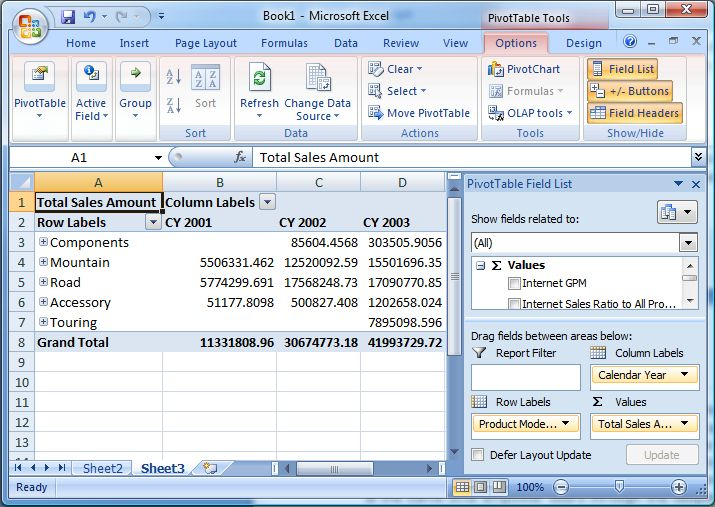 Book1 - Microsoft Excel
PivotTable Tools
Home Insert Page Layout Formulas Data Review View Options Design
PivotTable Active Field Group
Sort
Sort
Refresh Change Data Source
Data
Clear
Select
Move PivotTable
Actions
PivotChart
Formulas
OLAP tools
Tools
Field List
+/- Buttons
Field Headers
Show/Hide
A1 fx Total Sales Amount
A B C D
1 Total Sales Amount Column Labels
2 Row Labels CY 2001 CY 2002 CY 2003
3 Components 85604.4568 303505.9056
4 Mountain 5506331.462 12520092.59 15501696.35
5 Road 5774299.691 17568248.73 17090770.85
6 Accessory 51177.8098 500827.408 1202658.024
7 Touring 7895098.596
8 Grand Total 11331808.96 30674773.18 41993729.72
9
10
11
12
13
PivotTable Field List
Show fields related to:
(All)
Σ Values
Internet GPM
Internet Sales Ratio to All Pro...
Drag fields between areas below:
Report Filter
Column Labels
Calendar Year
Row Labels
Σ Values
Product Mode...
Total Sales A...
Defer Layout Update
Update
Sheet2 Sheet3
Ready
100%